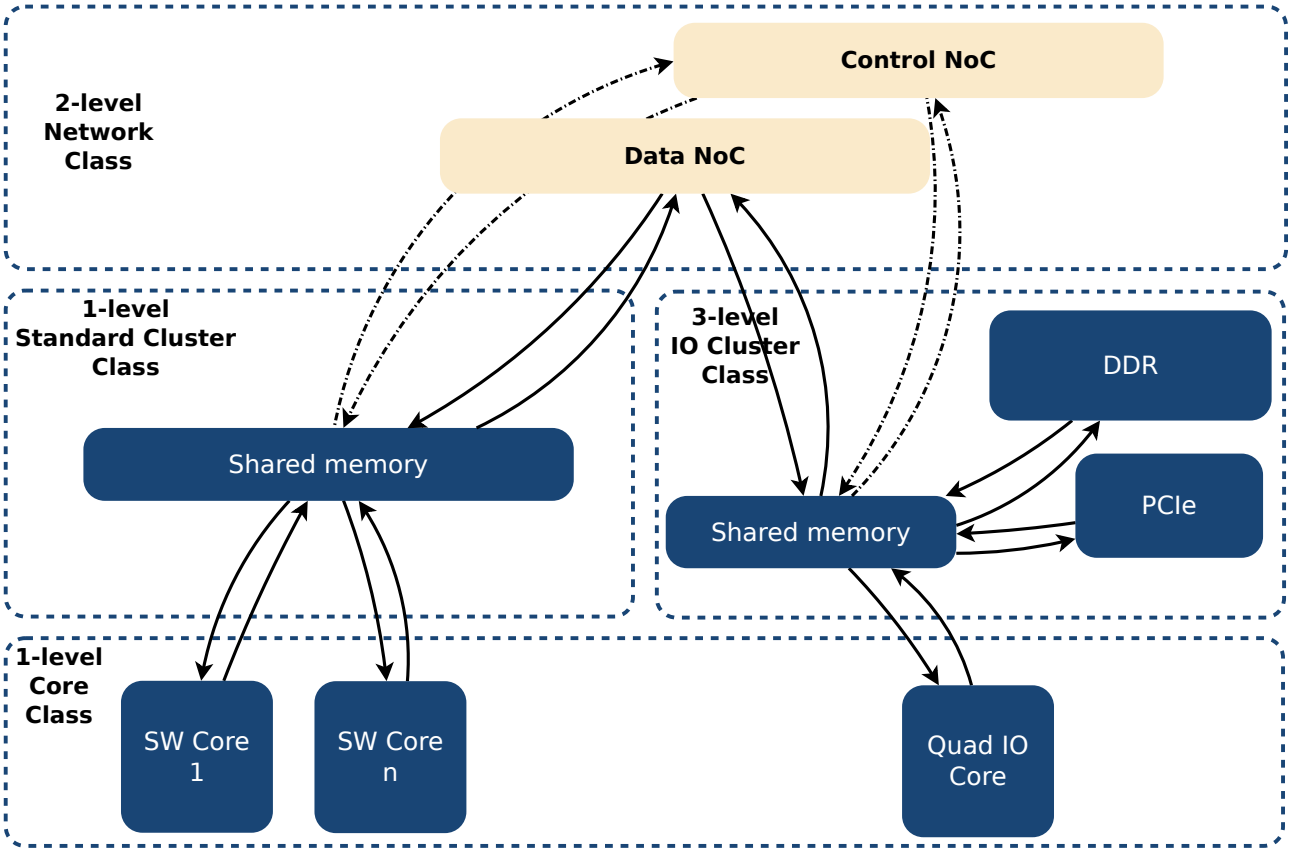 Control NoC
2-level
Network
Class
Data NoC
1-level
Standard Cluster
Class
3-level
IO Cluster
Class
DDR
Shared memory
PCIe
Shared memory
1-level
Core
Class
SW Core
1
SW Core
n
Quad IO
Core